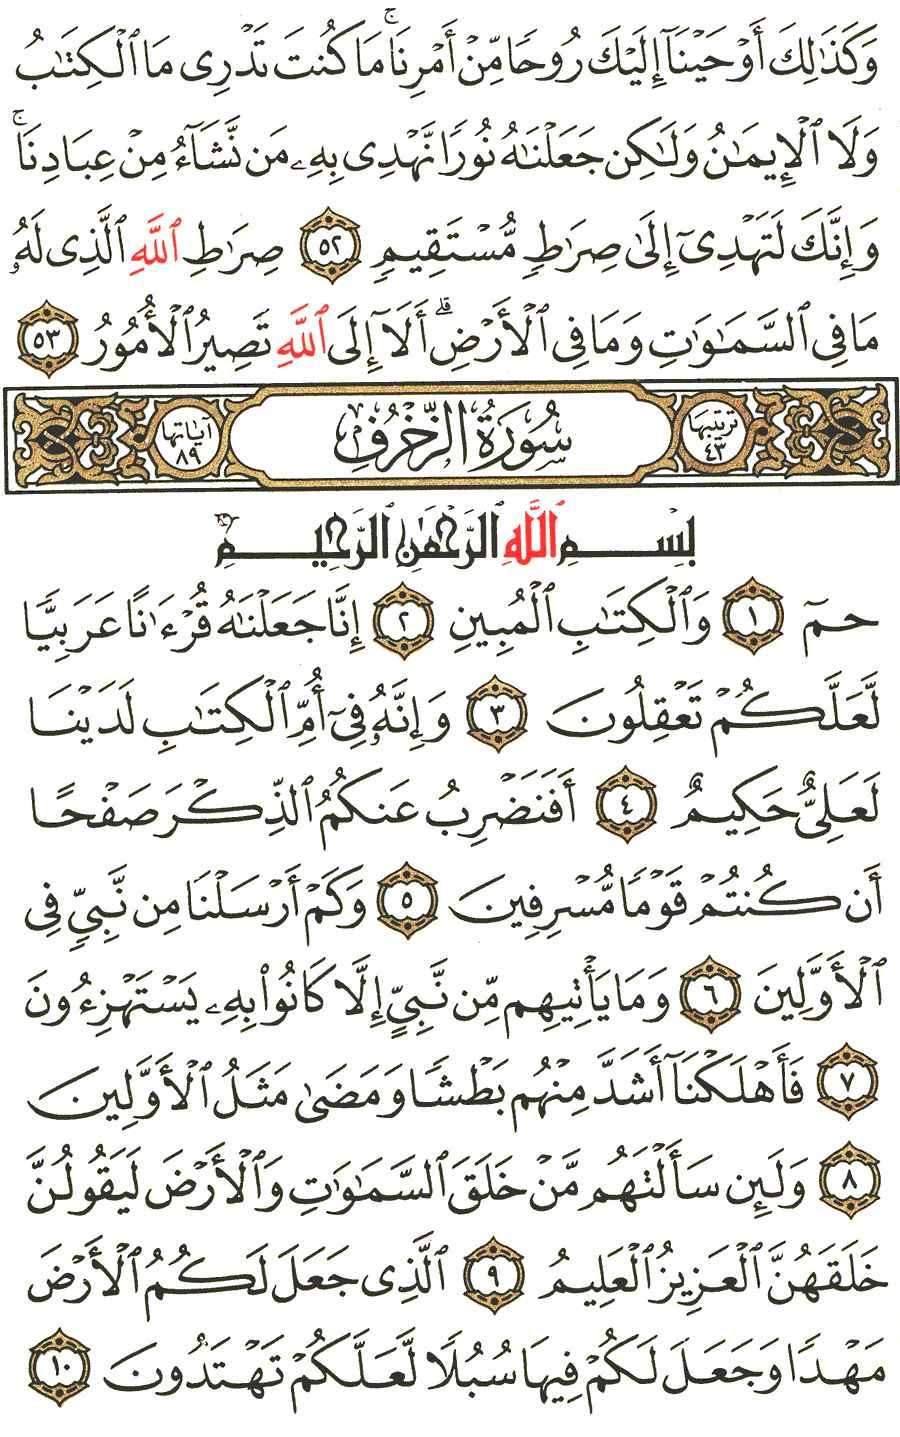 وَكَذَٰلِكَ أَوْحَيْنَآ إِلَيْكَ رُوحًا مِّنْ أَمْرِنَا ۚ مَا كُنتَ تَدْرِى مَا ٱلْكِتَـٰبُ
وَلَا ٱلْإِيمَـٰنُ وَلَـٰكِن جَعَلْنَـٰهُ نُورًا نَّهْدِى بِهِۦ مَن نَّشَآءُ مِنْ عِبَادِنَا ۚ
وَإِنَّكَ لَتَهْدِىٓ إِلَىٰ صِرَٰطٍ مُّسْتَقِيمٍ ٥٢ صِرَٰطِ ٱللَّهِ ٱلَّذِى لَهُۥ
مَا فِى ٱلسَّمَـٰوَٰتِ وَمَا فِى ٱلْأَرْضِ ۗ أَلَآ إِلَى ٱللَّهِ تَصِيرُ ٱلْأُمُورُ ٥٣
ترتيبها ٤٣ سُورَةُ الزُّخْرُفِ آياتها ٨٩
بِسْمِ ٱللَّهِ ٱلرَّحْمَـٰنِ ٱلرَّحِيمِ
حمٓ ١ وَٱلْكِتَـٰبِ ٱلْمُبِينِ ٢ إِنَّا جَعَلْنَـٰهُ قُرْءَٰنًا عَرَبِيًّا
لَّعَلَّكُمْ تَعْقِلُونَ ٣ وَإِنَّهُۥ فِىٓ أُمِّ ٱلْكِتَـٰبِ لَدَيْنَا
لَعَلِىٌّ حَكِيمٌ ٤ أَفَنَضْرِبُ عَنكُمُ ٱلذِّكْرَ صَفْحًا
أَن كُنتُمْ قَوْمًا مُّسْرِفِينَ ٥ وَكَمْ أَرْسَلْنَا مِن نَّبِىٍّ فِى
ٱلْأَوَّلِينَ ٦ وَمَا يَأْتِيهِم مِّن نَّبِىٍّ إِلَّا كَانُوا۟ بِهِۦ يَسْتَهْزِءُونَ
٧ فَأَهْلَكْنَآ أَشَدَّ مِنْهُم بَطْشًا وَمَضَىٰ مَثَلُ ٱلْأَوَّلِينَ
٨ وَلَئِن سَأَلْتَهُم مَّنْ خَلَقَ ٱلسَّمَـٰوَٰتِ وَٱلْأَرْضَ لَيَقُولُنَّ
خَلَقَهُنَّ ٱلْعَزِيزُ ٱلْعَلِيمُ ٩ ٱلَّذِى جَعَلَ لَكُمُ ٱلْأَرْضَ
مَهْدًا وَجَعَلَ لَكُمْ فِيهَا سُبُلًا لَّعَلَّكُمْ تَهْتَدُونَ ١٠